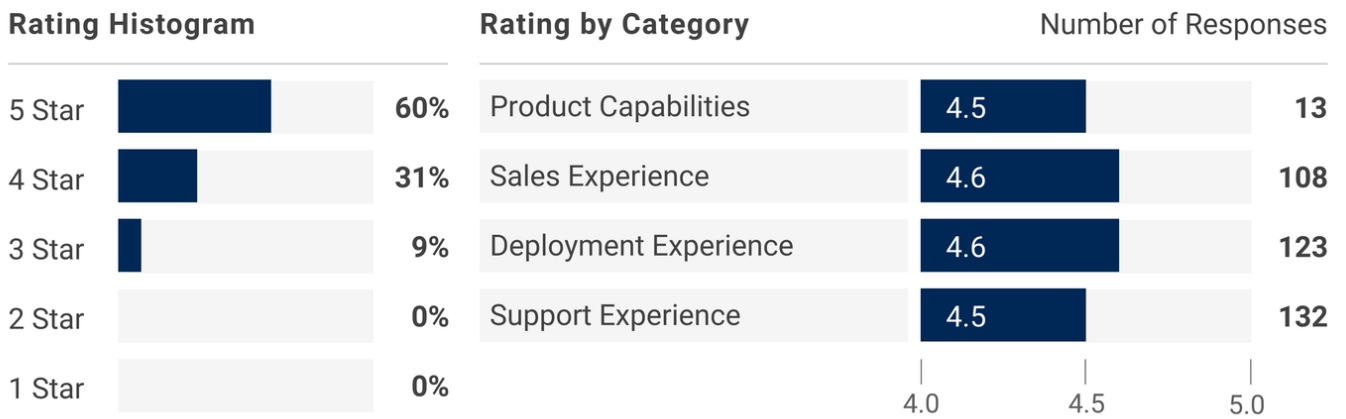 Rating Histogram
5 Star 60%
4 Star 31%
3 Star 9%
2 Star 0%
1 Star 0%
Rating by Category Number of Responses
Product Capabilities 4.5 13
Sales Experience 4.6 108
Deployment Experience 4.6 123
Support Experience 4.5 132
4.0 4.5 5.0